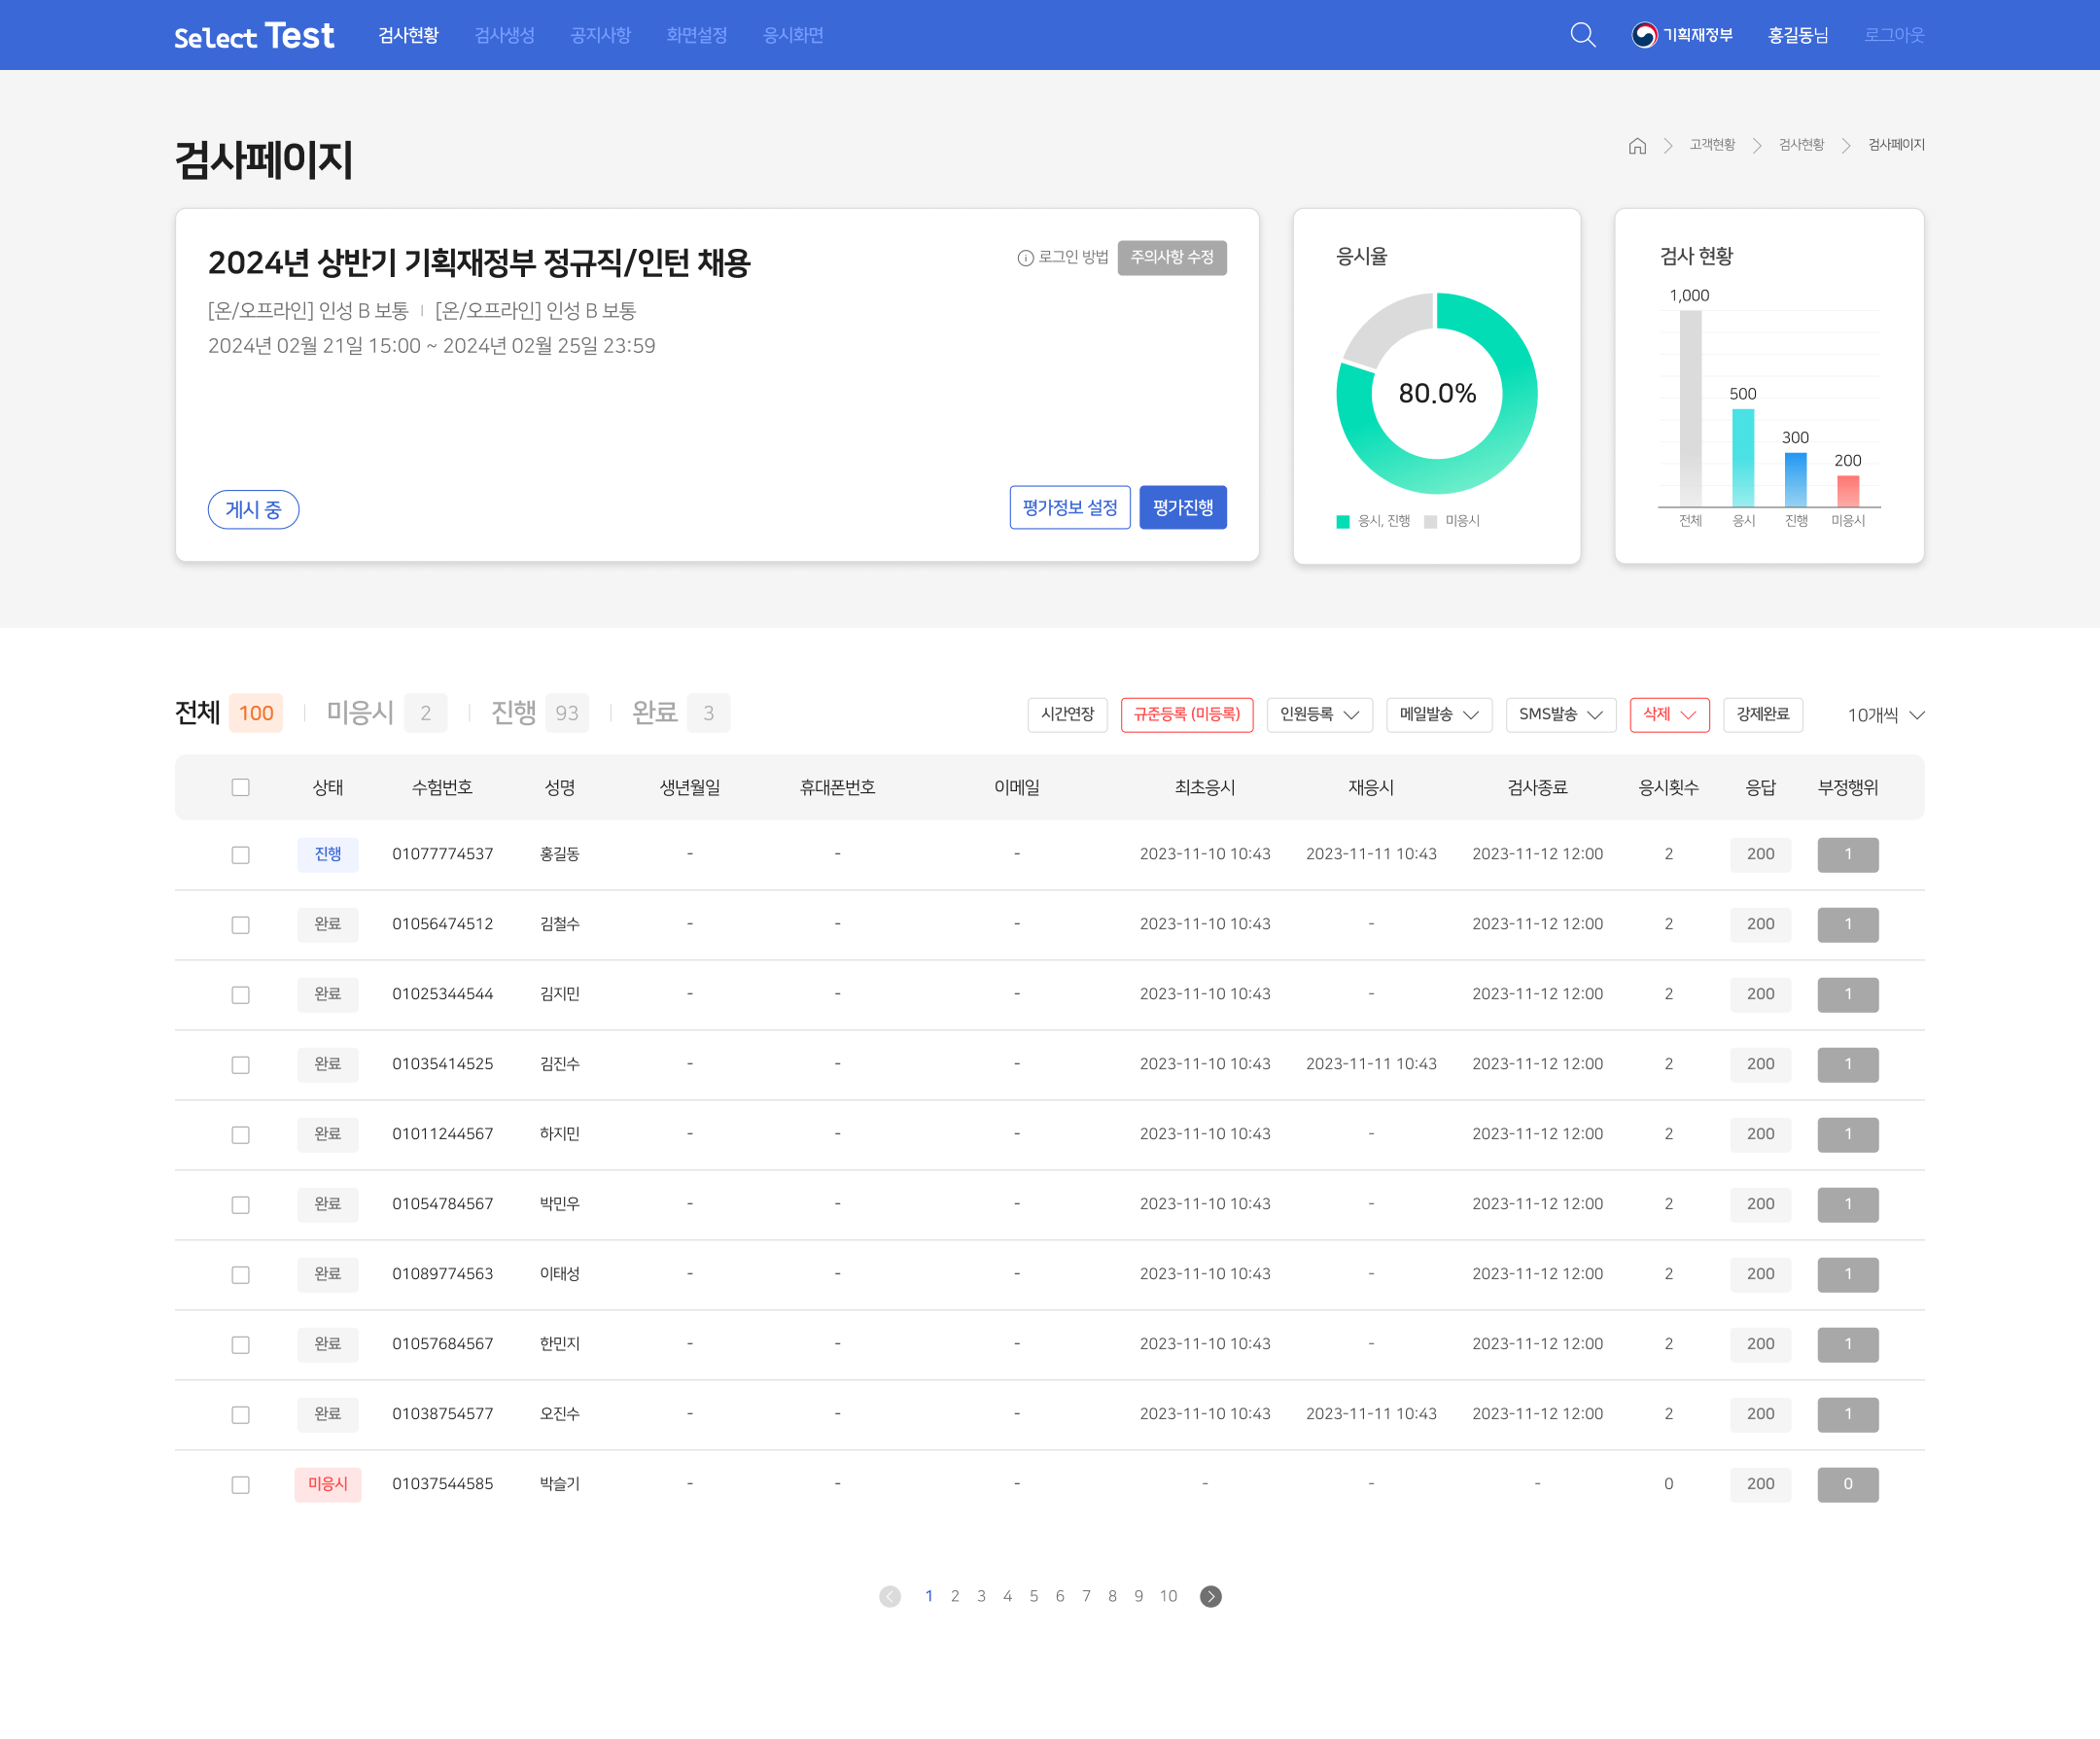 Select Test 검사현황 검사생성 공지사항 화면설정 응시화면 기획재정부 홍길동님 로그아웃
검사페이지
고객현황 검사현황 검사페이지
2024년 상반기 기획재정부 정규직/인턴 채용
로그인 방법 주의사항 수정
[온/오프라인] 인성 B 보통 [온/오프라인] 인성 B 보통
2024년 02월 21일 15:00 ~ 2024년 02월 25일 23:59
게시 중 평가정보 설정 평가진행
응시율
80.0%
응시, 진행 미응시
검사 현황
1,000
500
300
200
전체 응시 진행 미응시
전체 100 미응시 2 진행 93 완료 3
시간연장 규준등록 (미등록) 인원등록 메일발송 SMS발송 삭제 강제완료 10개씩
상태 수험번호 성명 생년월일 휴대폰번호 이메일 최초응시 재응시 검사종료 응시횟수 응답 부정행위
진행 01077774537 홍길동 - - - 2023-11-10 10:43 2023-11-11 10:43 2023-11-12 12:00 2 200 1
완료 01056474512 김철수 - - - 2023-11-10 10:43 - 2023-11-12 12:00 2 200 1
완료 01025344544 김지민 - - - 2023-11-10 10:43 - 2023-11-12 12:00 2 200 1
완료 01035414525 김진수 - - - 2023-11-10 10:43 2023-11-11 10:43 2023-11-12 12:00 2 200 1
완료 01011244567 하지민 - - - 2023-11-10 10:43 - 2023-11-12 12:00 2 200 1
완료 01054784567 박민우 - - - 2023-11-10 10:43 - 2023-11-12 12:00 2 200 1
완료 01089774563 이태성 - - - 2023-11-10 10:43 - 2023-11-12 12:00 2 200 1
완료 01057684567 한민지 - - - 2023-11-10 10:43 - 2023-11-12 12:00 2 200 1
완료 01038754577 오진수 - - - 2023-11-10 10:43 2023-11-11 10:43 2023-11-12 12:00 2 200 1
미응시 01037544585 박슬기 - - - - - - 0 200 0
1 2 3 4 5 6 7 8 9 10